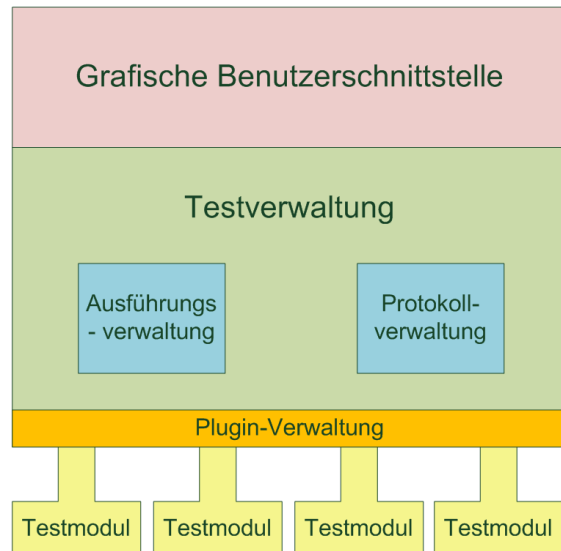 Grafische Benutzerschnittstelle
Testverwaltung
Ausführungs
- verwaltung
Protokoll-
verwaltung
Plugin-Verwaltung
Testmodul
Testmodul
Testmodul
Testmodul